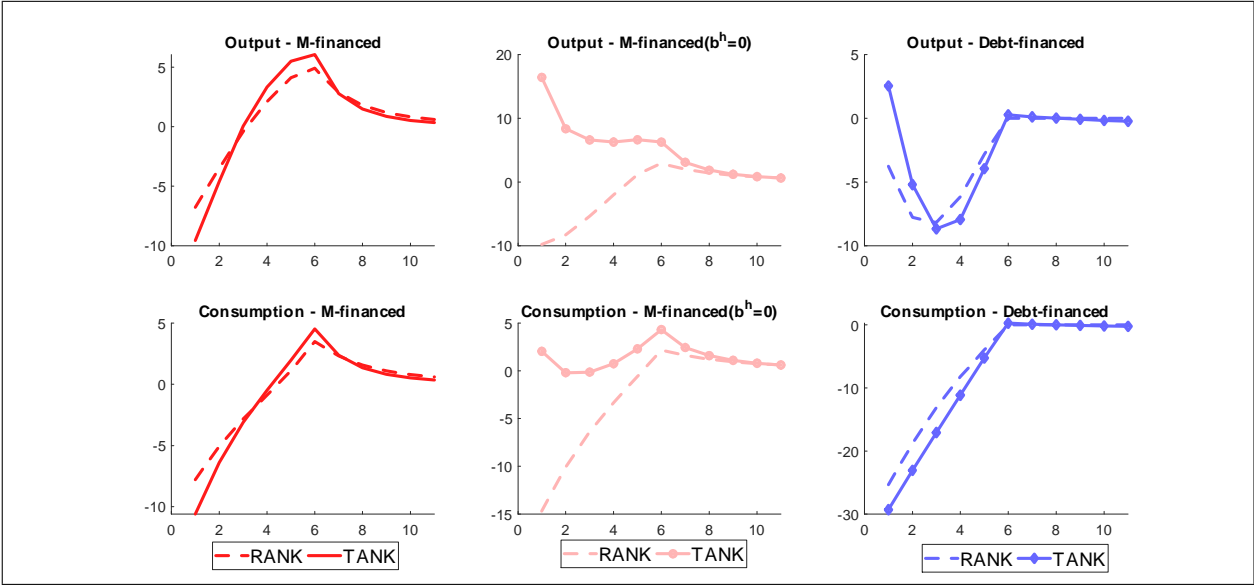 Output - M-financed
5
0
-5
-10
0 2 4 6 8 10
Output - M-financed(b^h=0)
20
10
0
-10
0 2 4 6 8 10
Output - Debt-financed
5
0
-5
-10
0 2 4 6 8 10
Consumption - M-financed
5
0
-5
-10
0 2 4 6 8 10
RANK TANK
Consumption - M-financed(b^h=0)
5
0
-5
-10
-15
0 2 4 6 8 10
RANK TANK
Consumption - Debt-financed
0
-10
-20
-30
0 2 4 6 8 10
RANK TANK